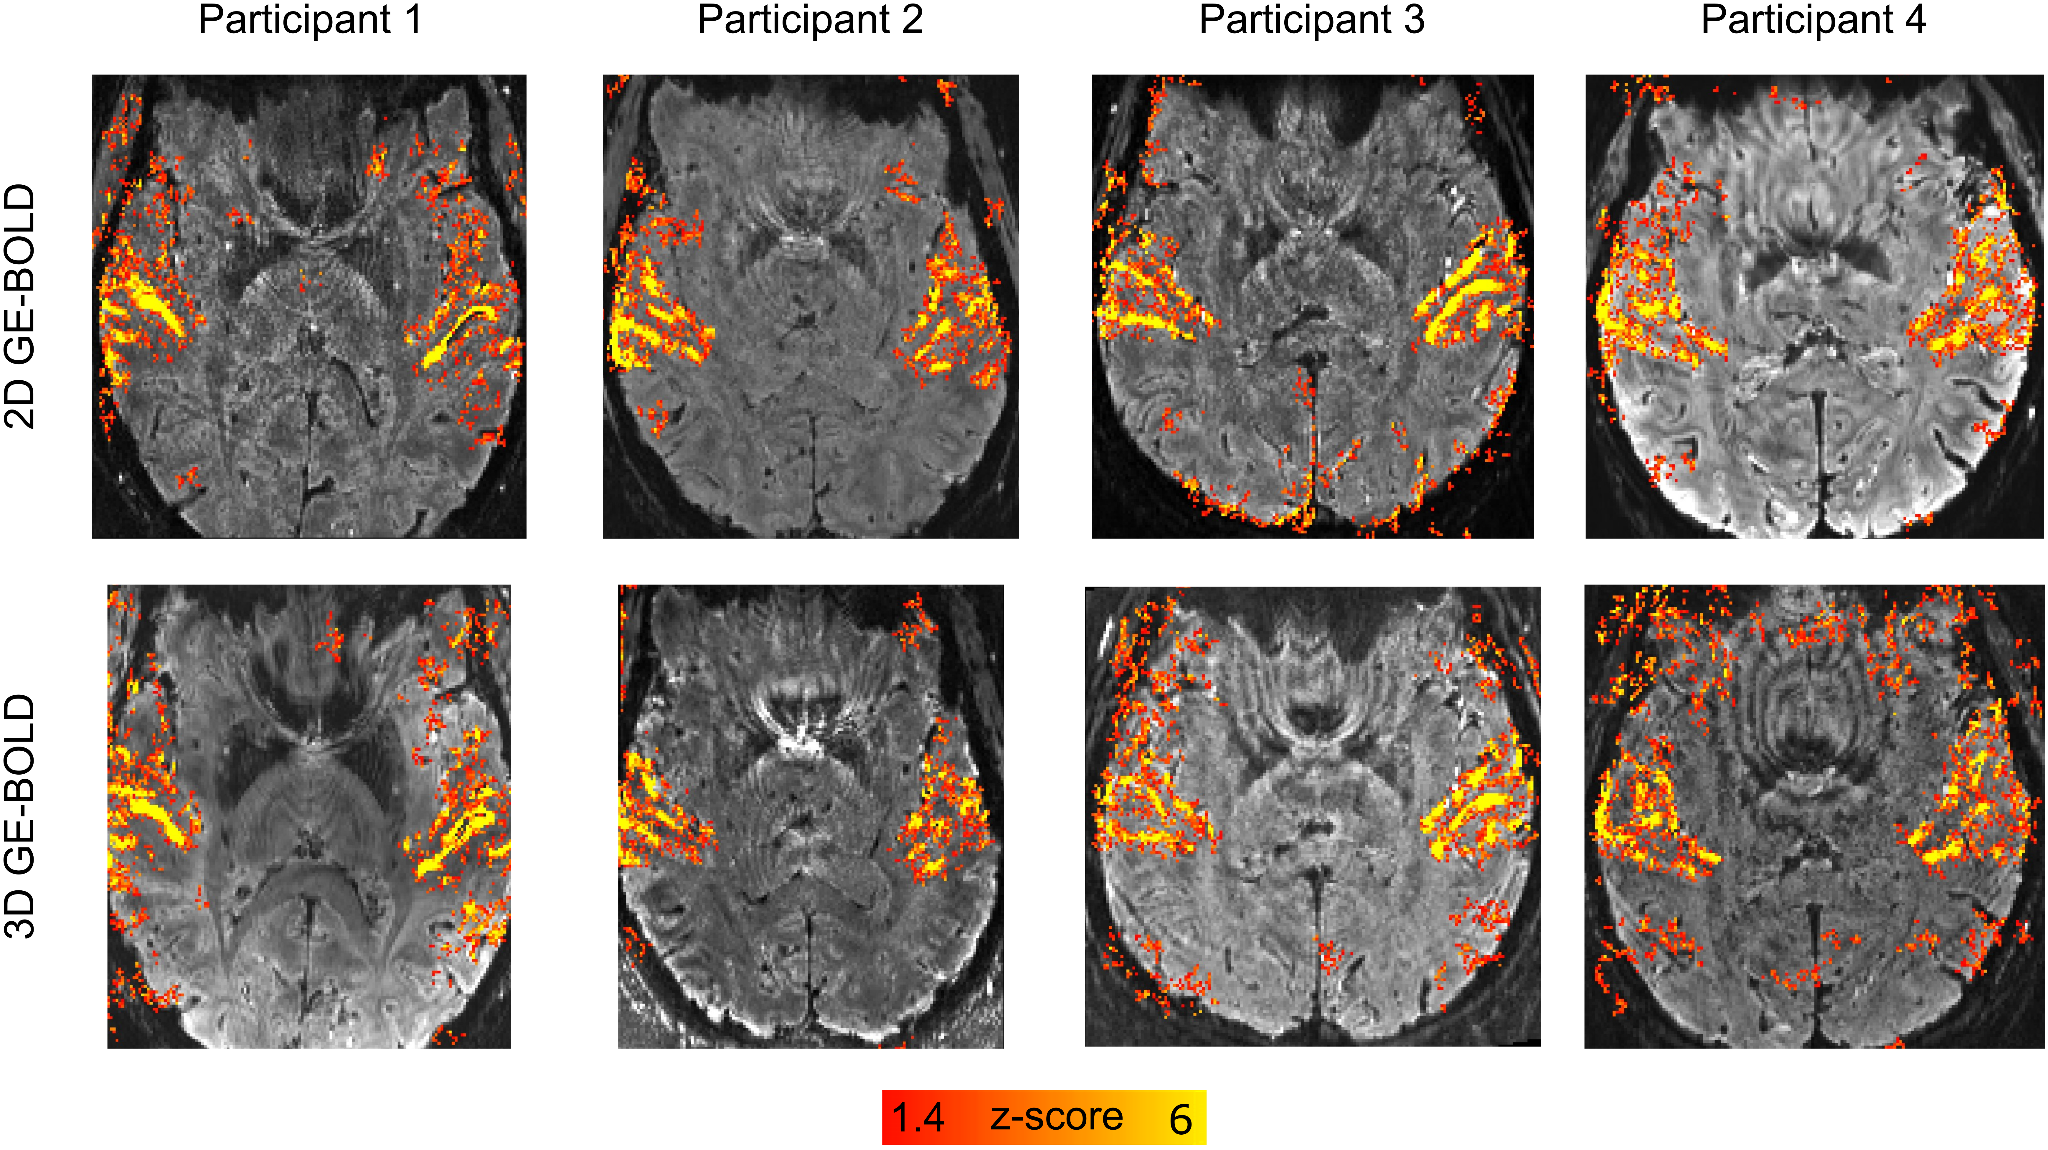 Participant 1
Participant 2
Participant 3
Participant 4
2D GE-BOLD
3D GE-BOLD
1.4 z-score 6